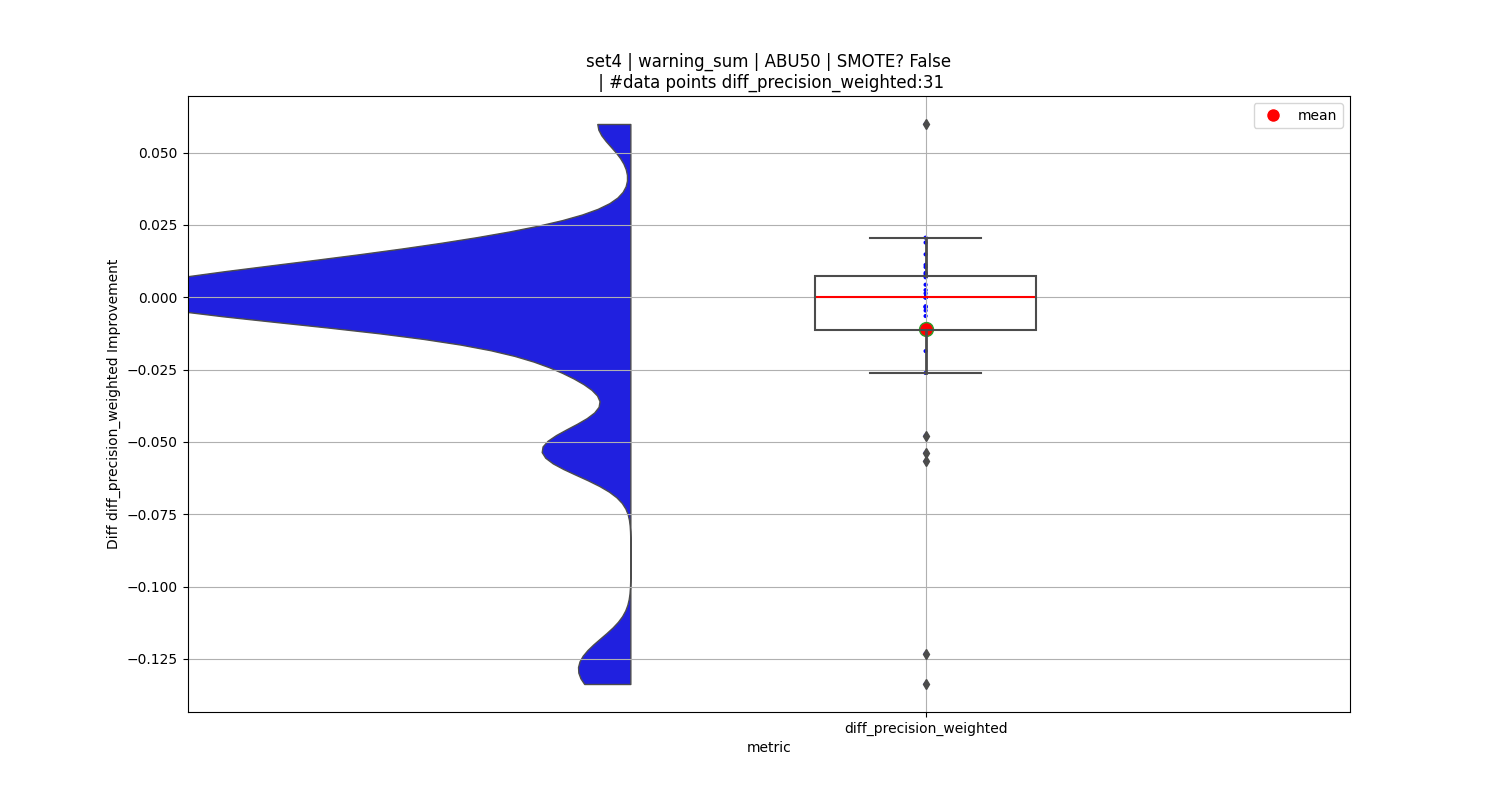 set4 | warning_sum | ABU50 | SMOTE? False
| #data points diff_precision_weighted:31
mean
Diff diff_precision_weighted Improvement
0.050
0.025
0.000
−0.025
−0.050
−0.075
−0.100
−0.125
diff_precision_weighted
metric